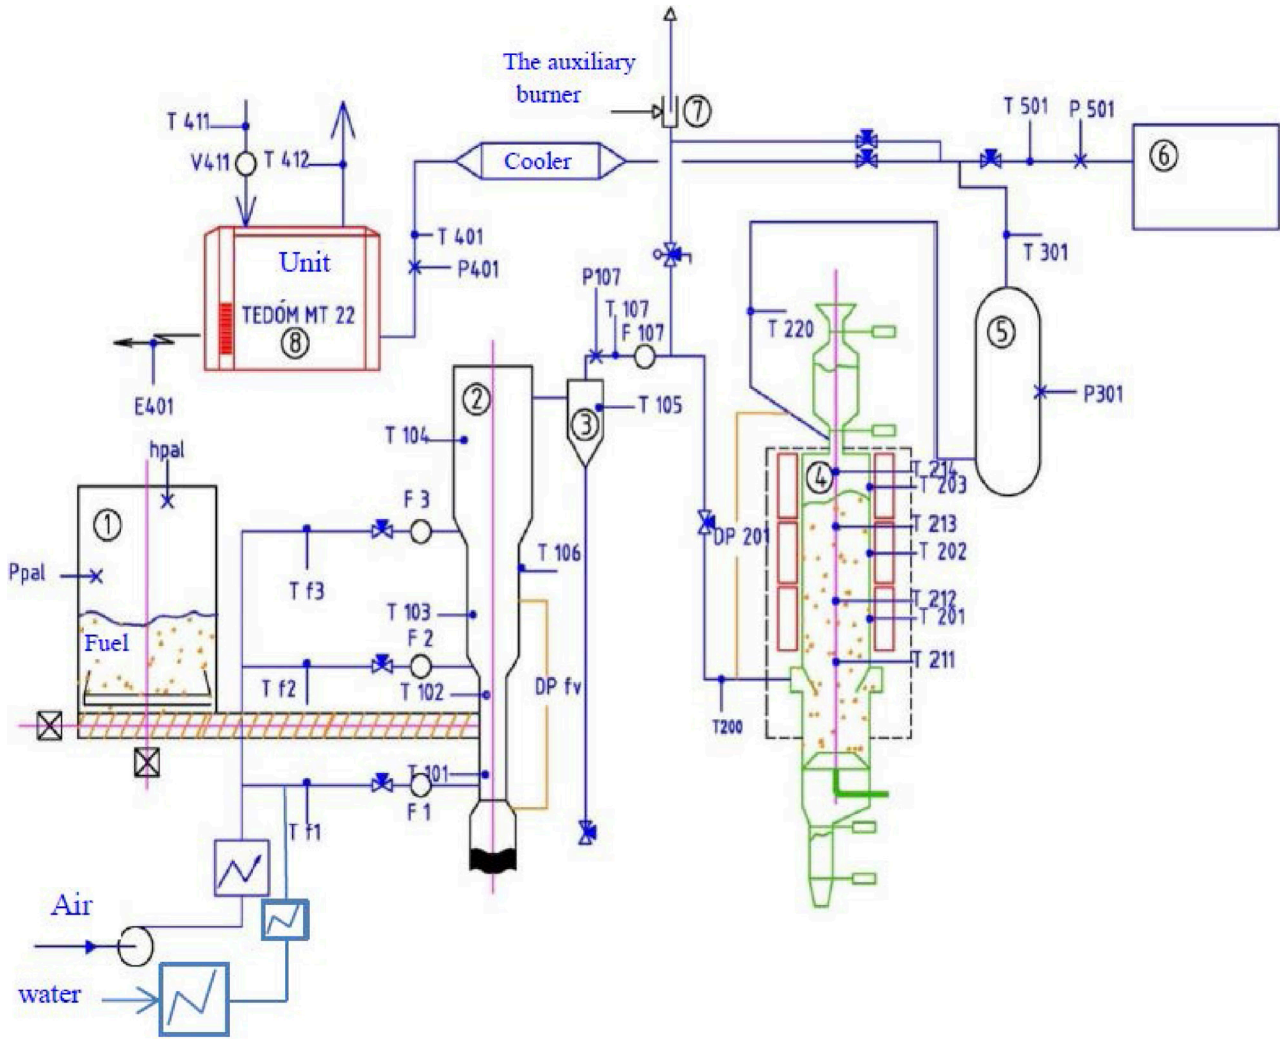 The auxiliary
burner
7
T 501
P 501
T 411
V411
T 412
Cooler
6
T 401
P401
T 301
Unit
TEDÓM MT 22
8
P107
T 107
F 107
T 220
5
E401
2
3
T 105
P301
T 104
hpal
4
T 214
T 203
1
F 3
DP 201
T 213
T 106
T 202
Ppal
T f3
T 212
T 201
T 103
Fuel
F 2
T 211
T f2
T 102
DP fv
T200
T 101
F 1
T f1
Air
water